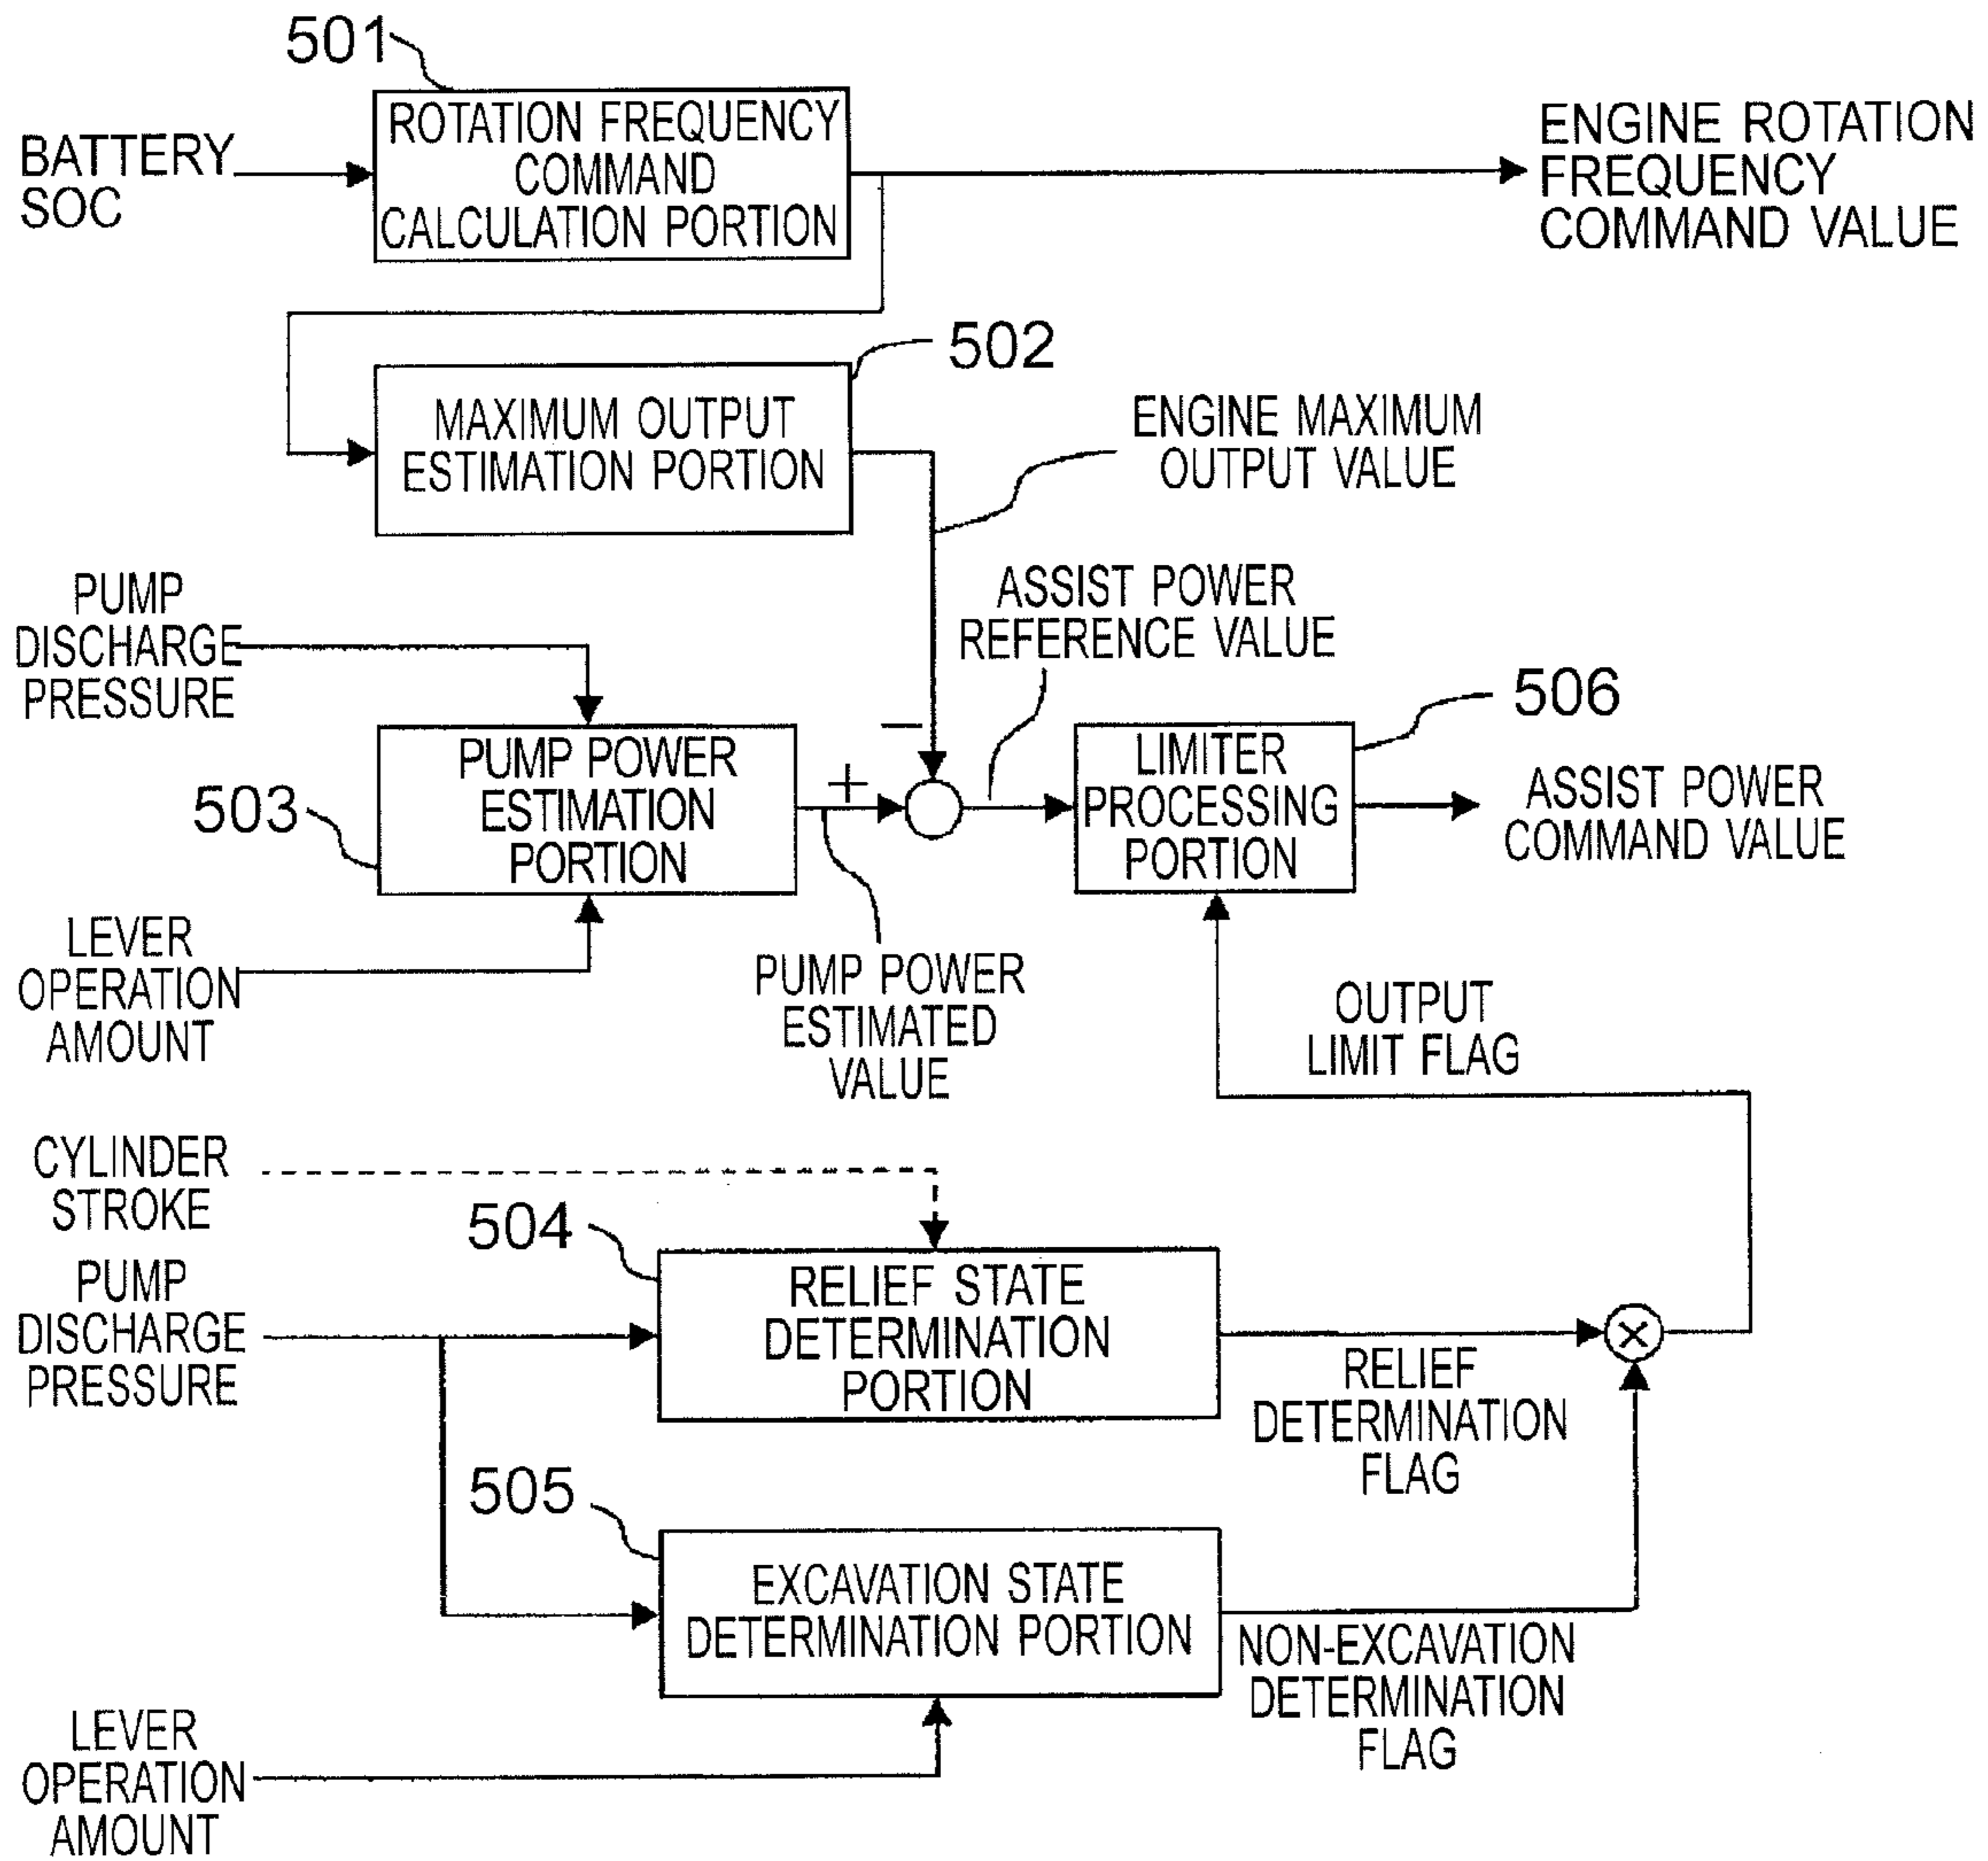 501
BATTERY
SOC
ROTATION FREQUENCY
COMMAND
CALCULATION PORTION
ENGINE ROTATION
FREQUENCY
COMMAND VALUE
502
MAXIMUM OUTPUT
ESTIMATION PORTION
ENGINE MAXIMUM
OUTPUT VALUE
PUMP
DISCHARGE
PRESSURE
ASSIST POWER
REFERENCE VALUE
503
PUMP POWER
ESTIMATION
PORTION
+
−
506
LIMITER
PROCESSING
PORTION
ASSIST POWER
COMMAND VALUE
LEVER
OPERATION
AMOUNT
PUMP POWER
ESTIMATED
VALUE
OUTPUT
LIMIT FLAG
CYLINDER
STROKE
504
PUMP
DISCHARGE
PRESSURE
RELIEF STATE
DETERMINATION
PORTION
×
RELIEF
DETERMINATION
FLAG
505
EXCAVATION STATE
DETERMINATION PORTION
NON-EXCAVATION
DETERMINATION
FLAG
LEVER
OPERATION
AMOUNT